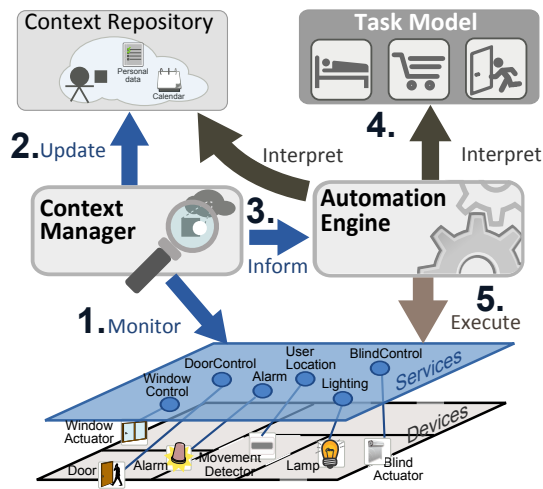 Context Repository
Personal
data
Calendar
Task Model
2.Update
Interpret
4.
Interpret
Context
Manager
3.
Inform
Automation
Engine
1.Monitor
5.
Execute
DoorControl
User
Location
BlindControl
Window
Control
Alarm
Lighting
Services
Window
Actuator
Devices
Door
Alarm
Movement
Detector
Lamp
Blind
Actuator